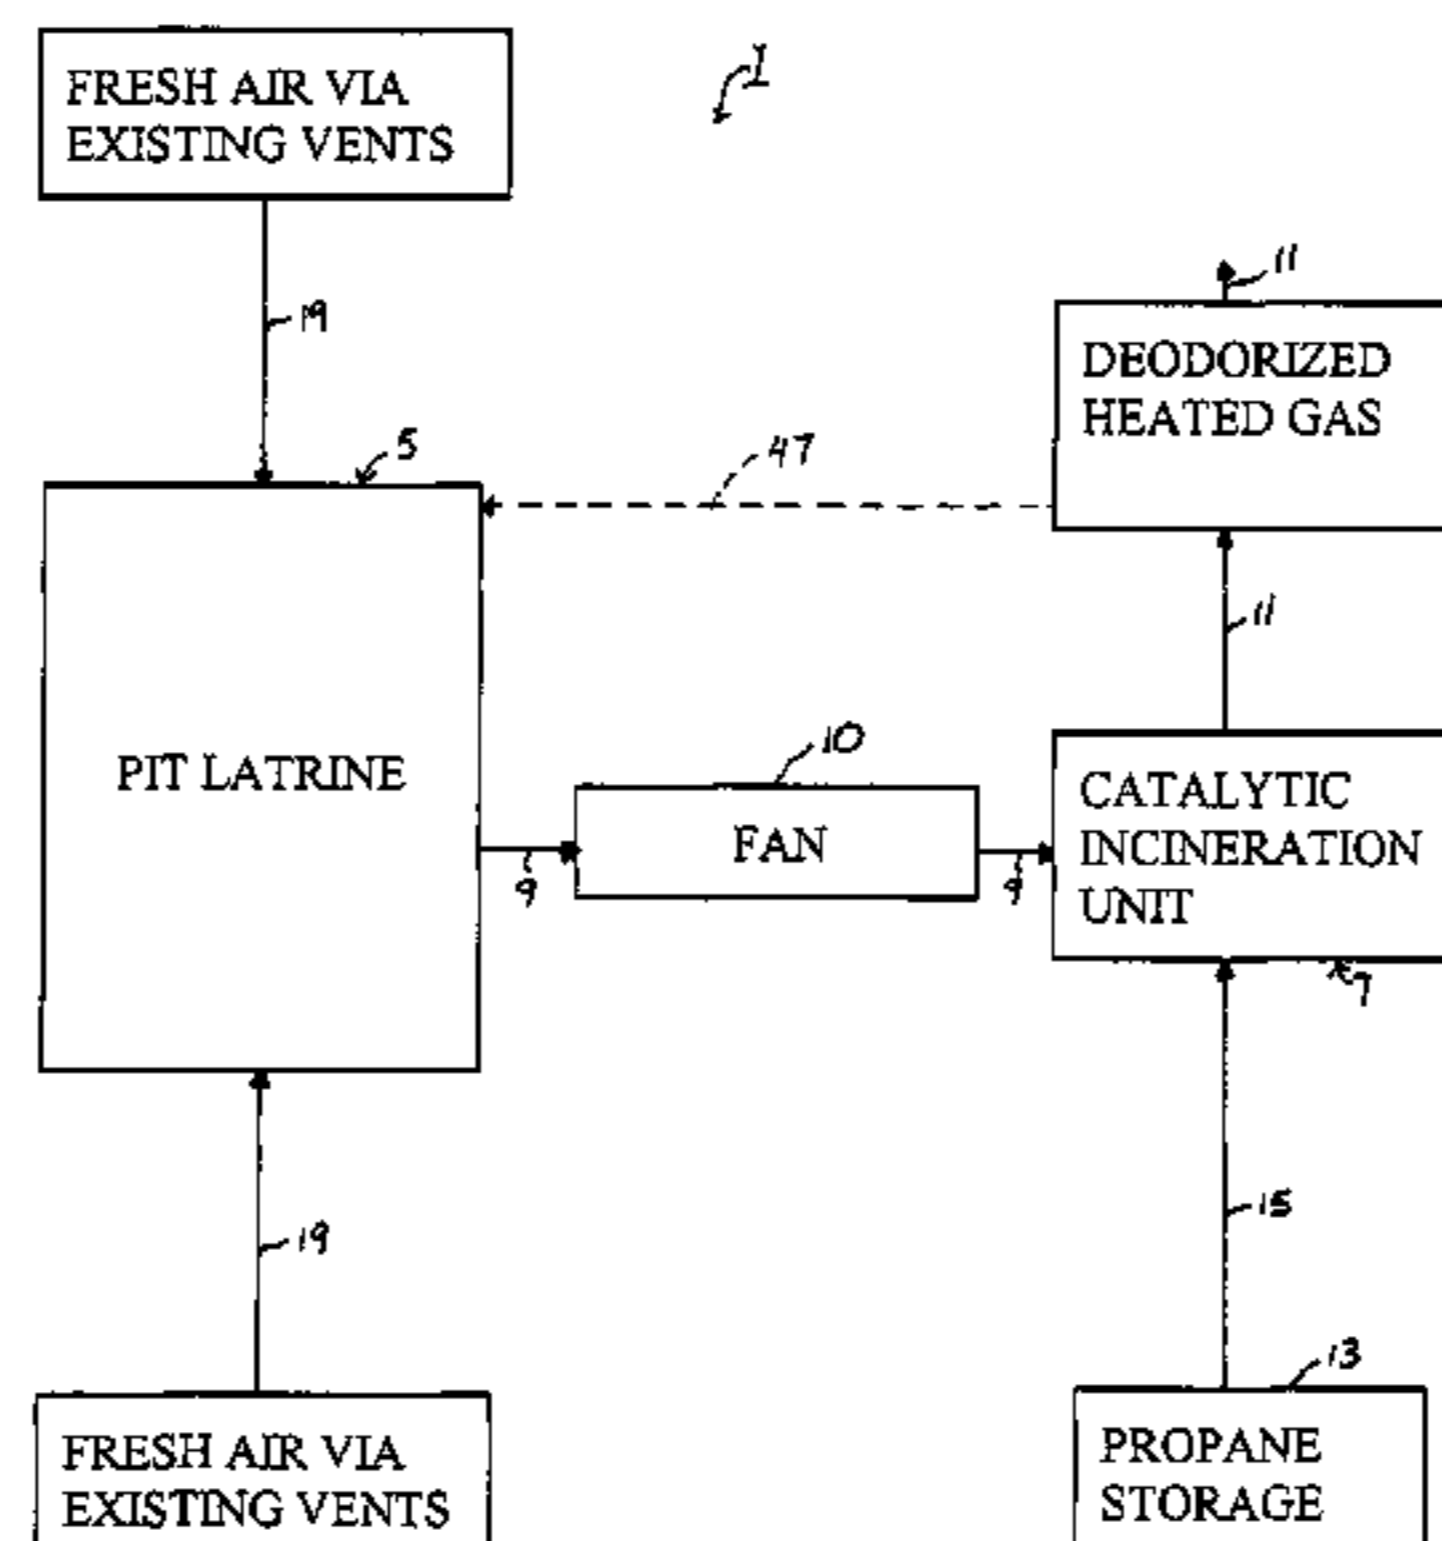 FRESH AIR VIA
EXISTING VENTS
1
19
11
DEODORIZED
HEATED GAS
5
47
11
PIT LATRINE
10
FAN
9
9
CATALYTIC
INCINERATION
UNIT
7
15
19
13
FRESH AIR VIA
EXISTING VENTS
PROPANE
STORAGE